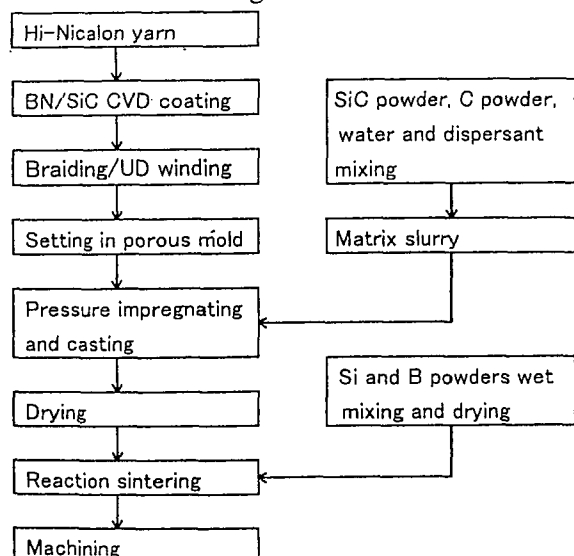 Hi-Nicalon yarn
BN/SiC CVD coating
Braiding/UD winding
Setting in porous mold
Pressure impregnating
and casting
Drying
Reaction sintering
Machining
SiC powder, C powder,
water and dispersant
mixing
Matrix slurry
Si and B powders wet
mixing and drying